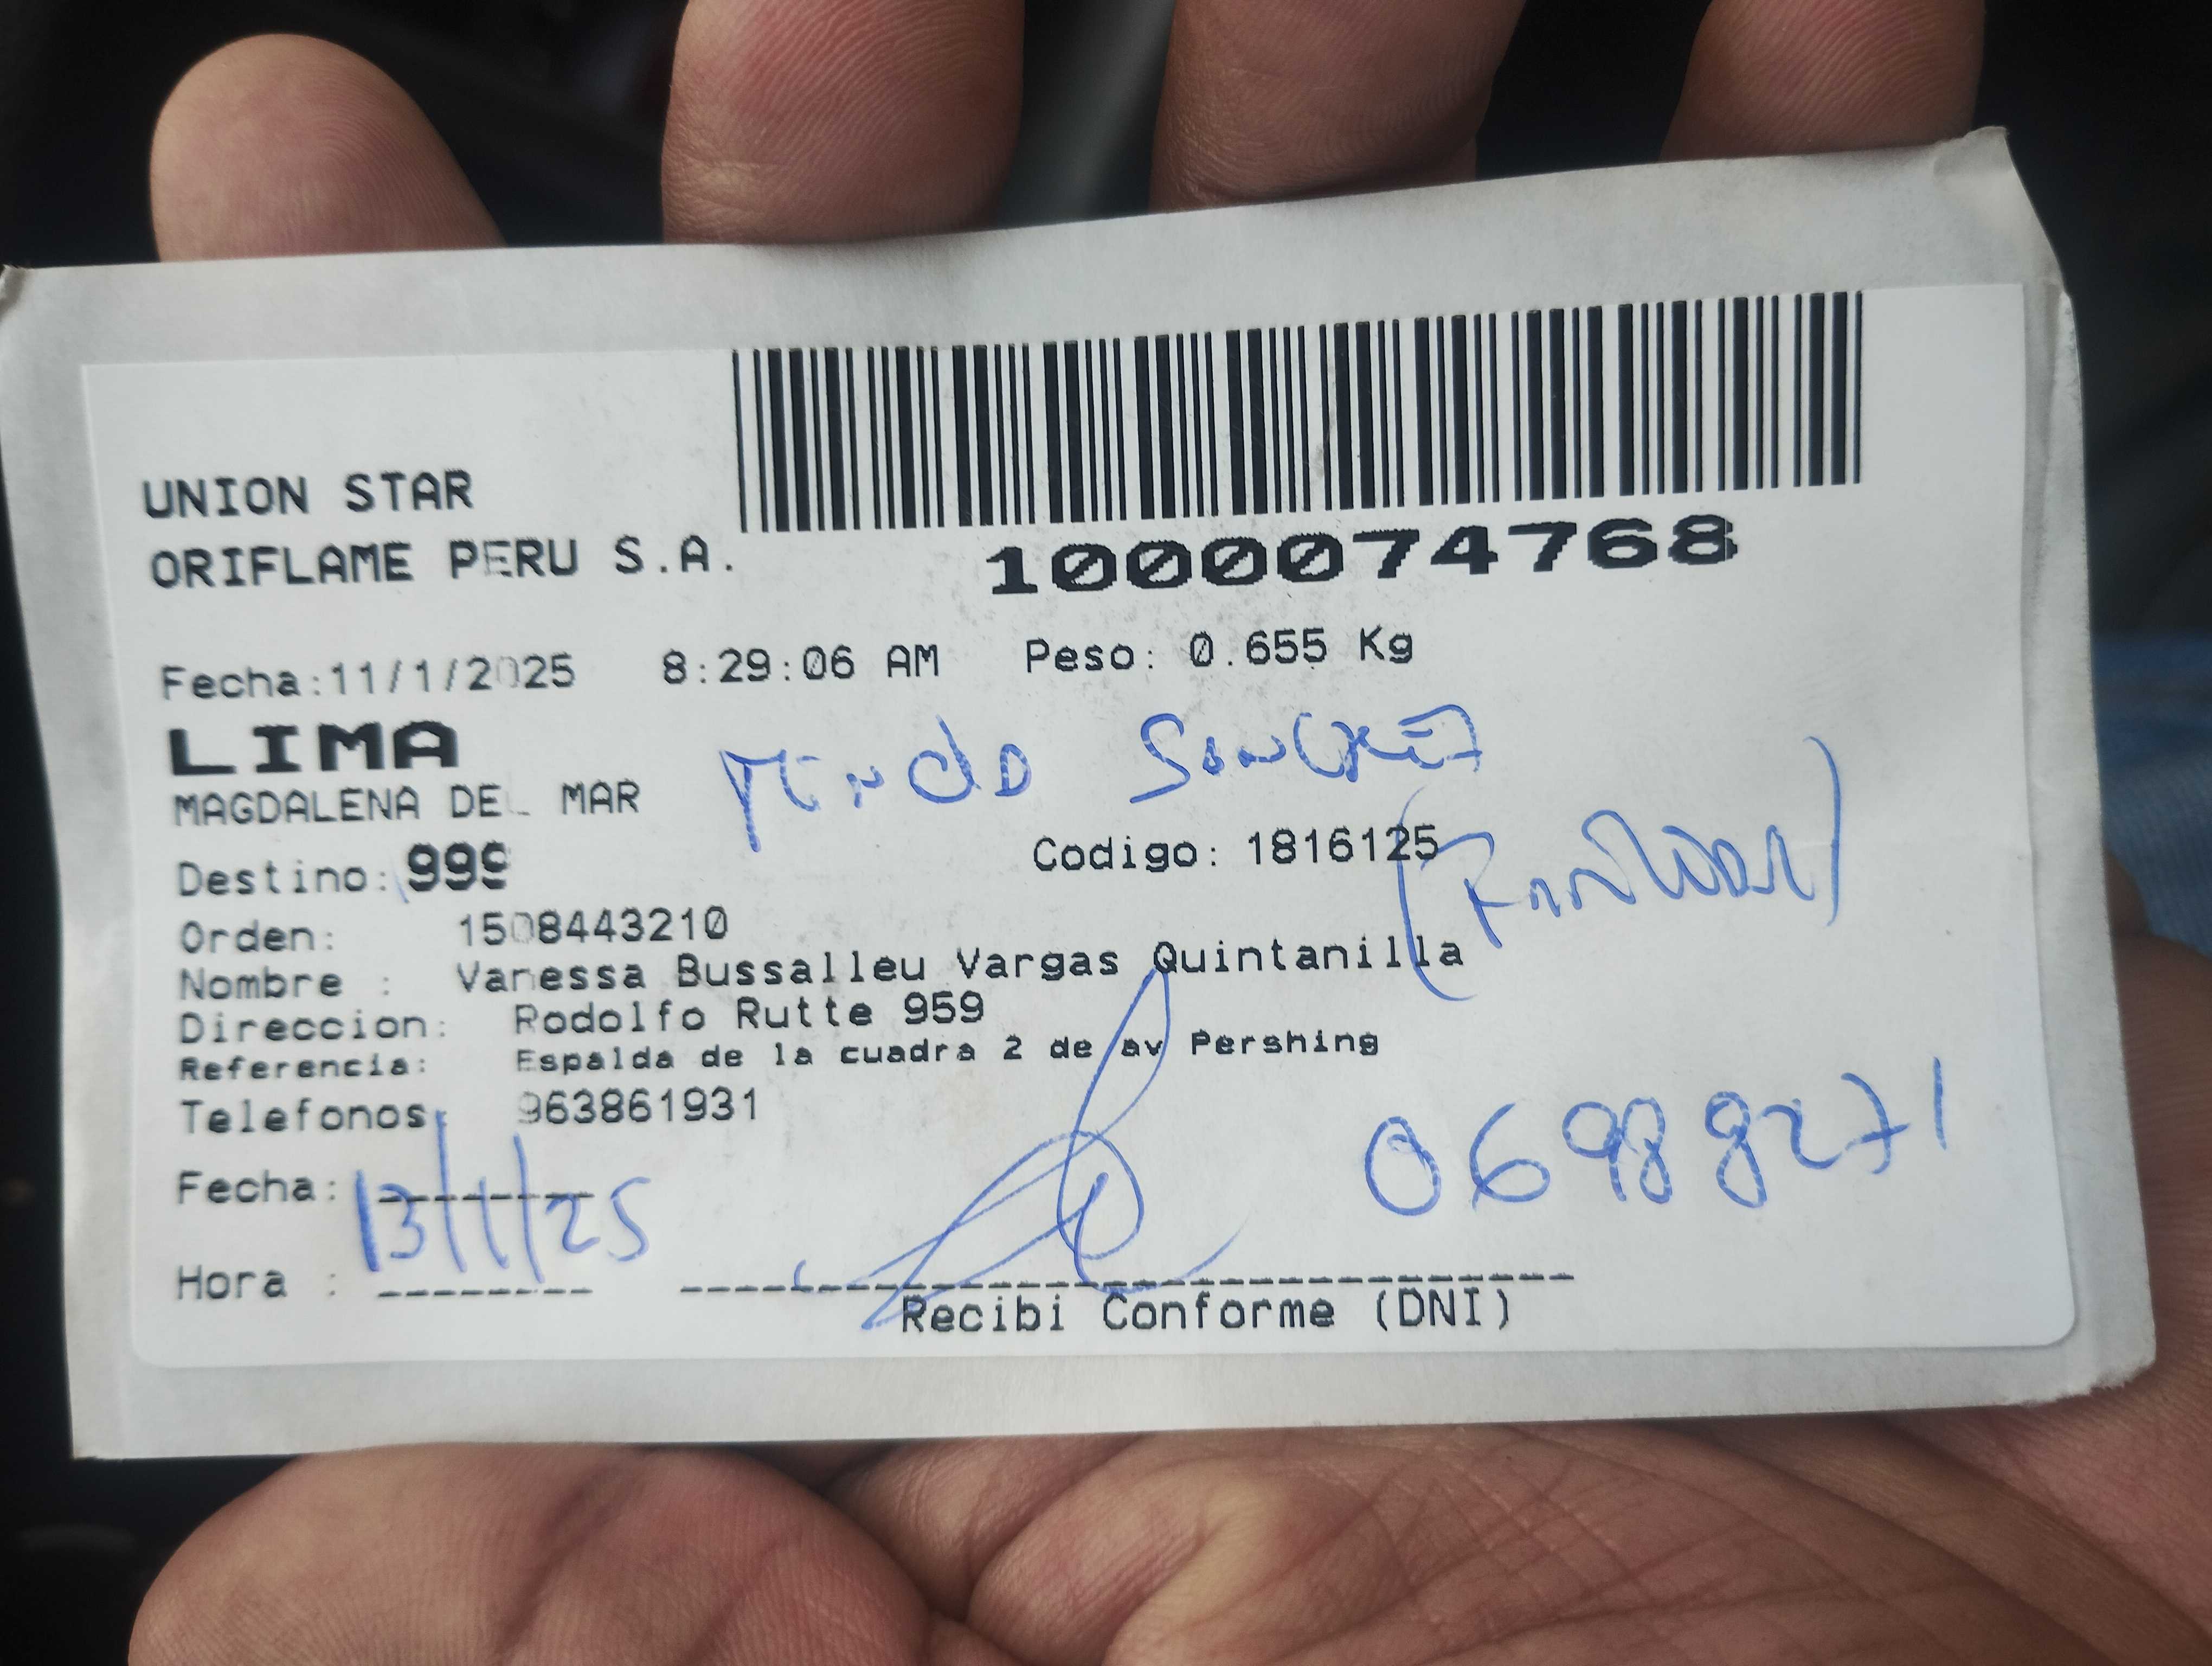 UNION STAR
ORIFLAME PERU S.A.
1000074768
Fecha:11/1/2025 8:29:06 AM Peso: 0.655 Kg
LIMA
MAGDALENA DEL MAR
Destino: 999
Codigo: 1816125
Orden: 1508443210
Nombre : Vanessa Bussalleu Vargas Quintanilla
Direccion: Rodolfo Rutte 959
Referencia: Espalda de la cuadra 2 de av Pershing
Telefonos: 963861931
06988271
Fecha: 13/1/25
Hora :
Recibi Conforme (DNI)